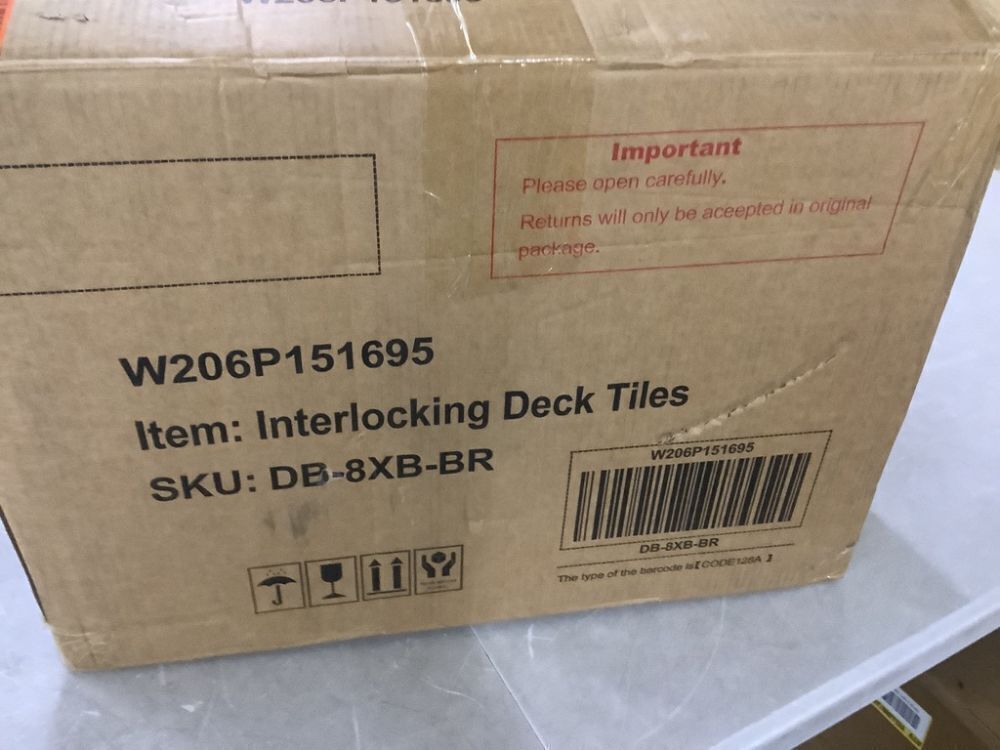 Important
Please open carefully.
Returns will only be aceepted in original
package.
W206P151695
Item: Interlocking Deck Tiles
SKU: DB-8XB-BR
W206P151695
DB-8XB-BR
The type of the barcode is【CODE128A 】